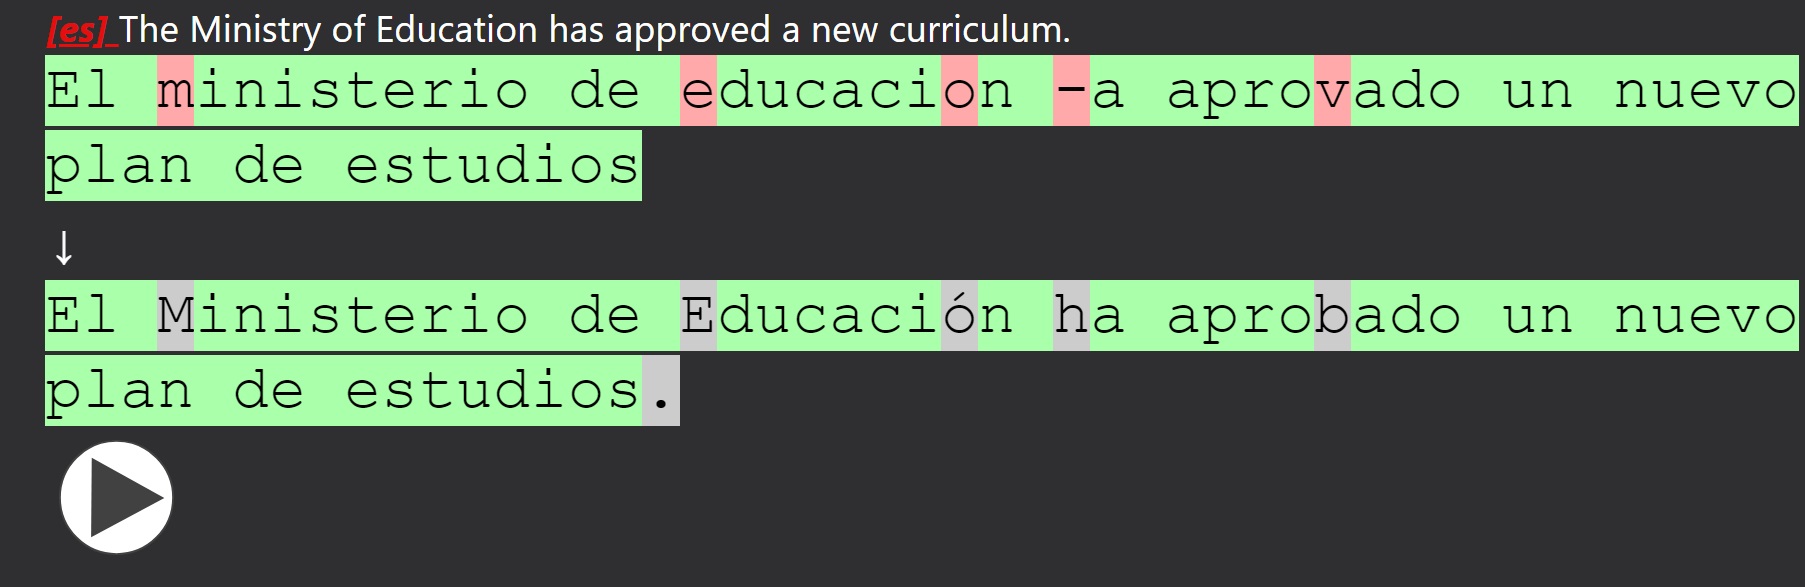 [es] The Ministry of Education has approved a new curriculum.
El ministerio de educacion -a aprovado un nuevo
plan de estudios
↓
El Ministerio de Educación ha aprobado un nuevo
plan de estudios.